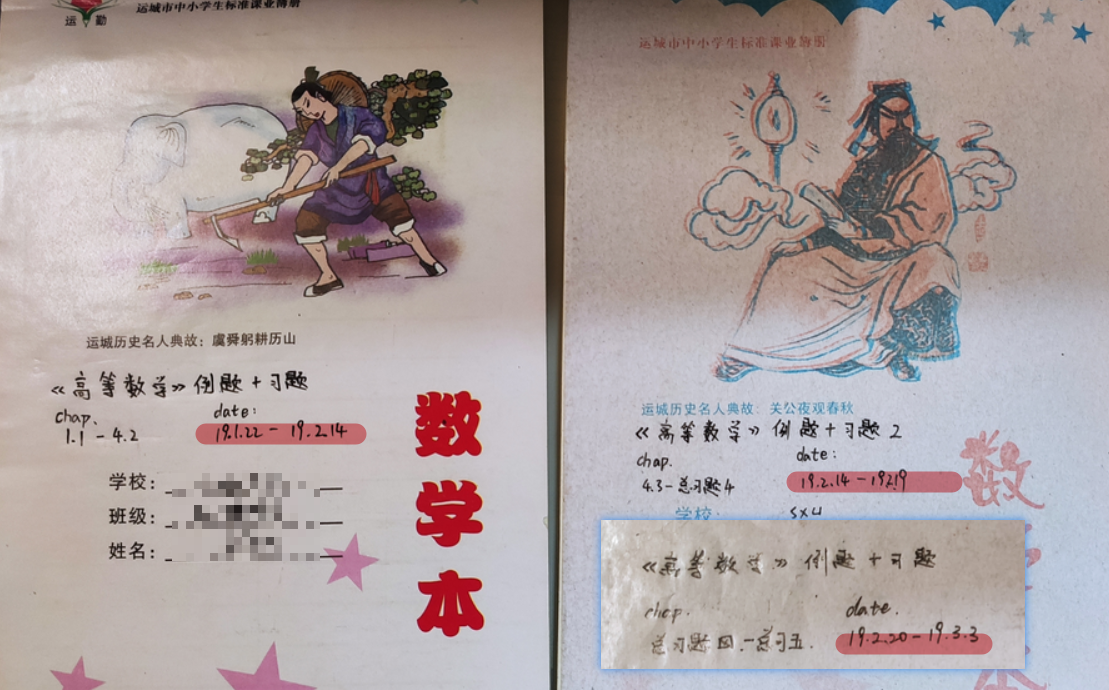 运 勤
运城市中小学生标准课业簿册
运城历史名人典故：虞舜躬耕历山
《高等数学》例题+习题
chap. date:
1.1-4.2 19.1.22-19.2.14
学校：
班级：
姓名：
数学本
运城市中小学生标准课业簿册
运城历史名人典故：关公夜观春秋
《高等数学》例题+习题2
chap. date:
4.3-总习题4 19.2.14-19.2.19
学校：
数
《高等数学》例题+习题
chap. date.
总习题四.-总习五. 19.2.20-19.3.3